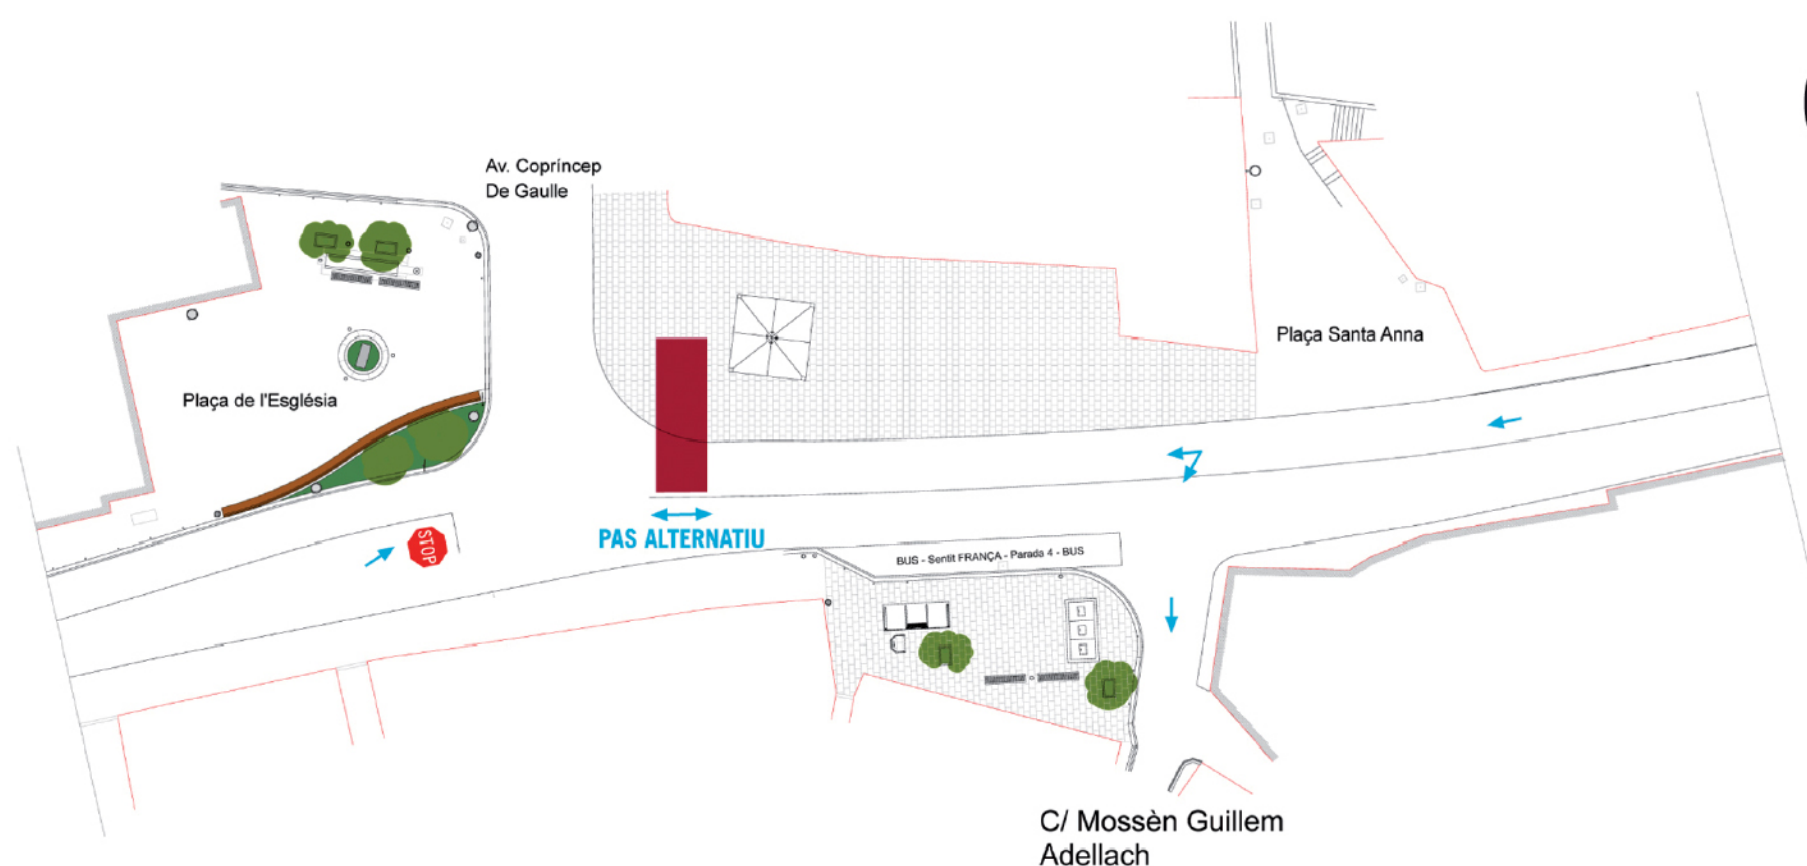 Av. Copríncep
De Gaulle
Plaça Santa Anna
Plaça de l'Església
STOP
PAS ALTERNATIU
BUS - Sentit FRANÇA - Parada 4 - BUS
C/ Mossèn Guillem
Adellach